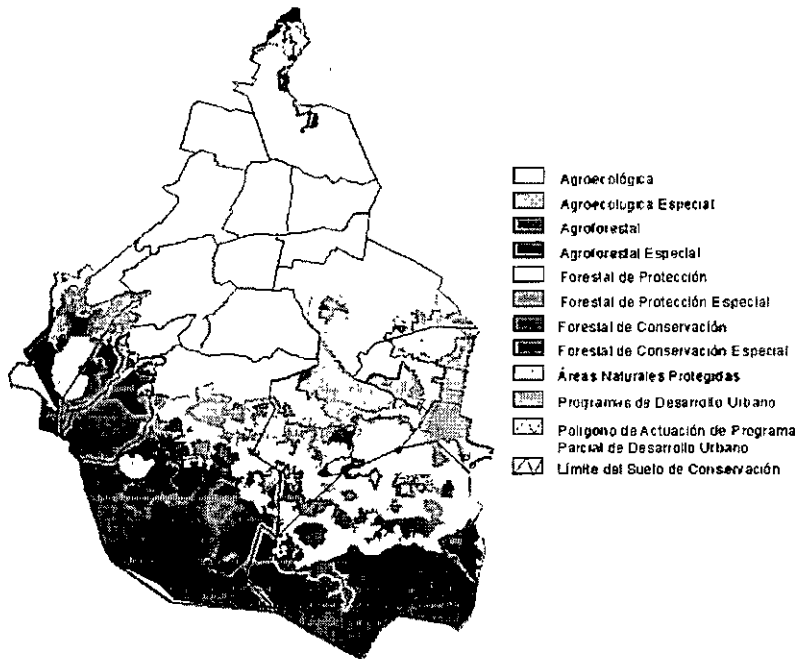 Agroecológica
Agroecologica Especial
Agroforestal
Agroforestal Especial
Forestal de Protección
Forestal de Protección Especial
Forestal de Conservación
Forestal de Conservación Especial
Áreas Naturales Protegidas
Programas de Desarrollo Urbano
Polígono de Actuación de Programa
Parcial de Desarrollo Urbano
Límite del Suelo de Conservación